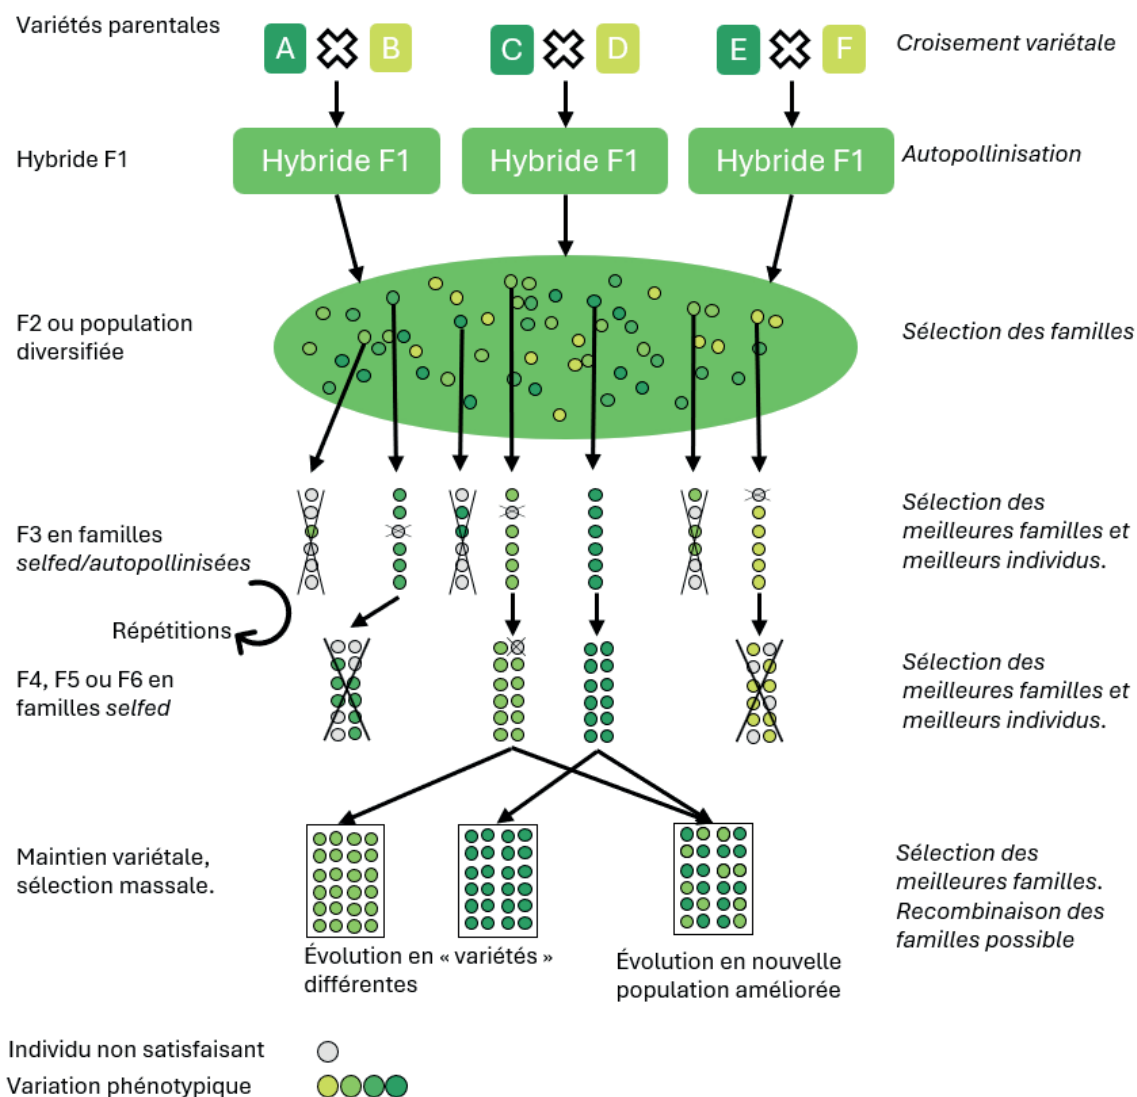 Variétés parentales
A
B
C
D
E
F
Croisement variétale
Hybride F1
Hybride F1
Hybride F1
Hybride F1
Autopollinisation
F2 ou population
diversifiée
Sélection des familles
F3 en familles
selfed/autopollinisées
Sélection des
meilleures familles et
meilleurs individus.
Répétitions
F4, F5 ou F6 en
familles selfed
Sélection des
meilleures familles et
meilleurs individus.
Maintien variétale,
sélection massale.
Sélection des
meilleures familles.
Recombinaison des
familles possible
Évolution en « variétés »
différentes
Évolution en nouvelle
population améliorée
Individu non satisfaisant
Variation phénotypique